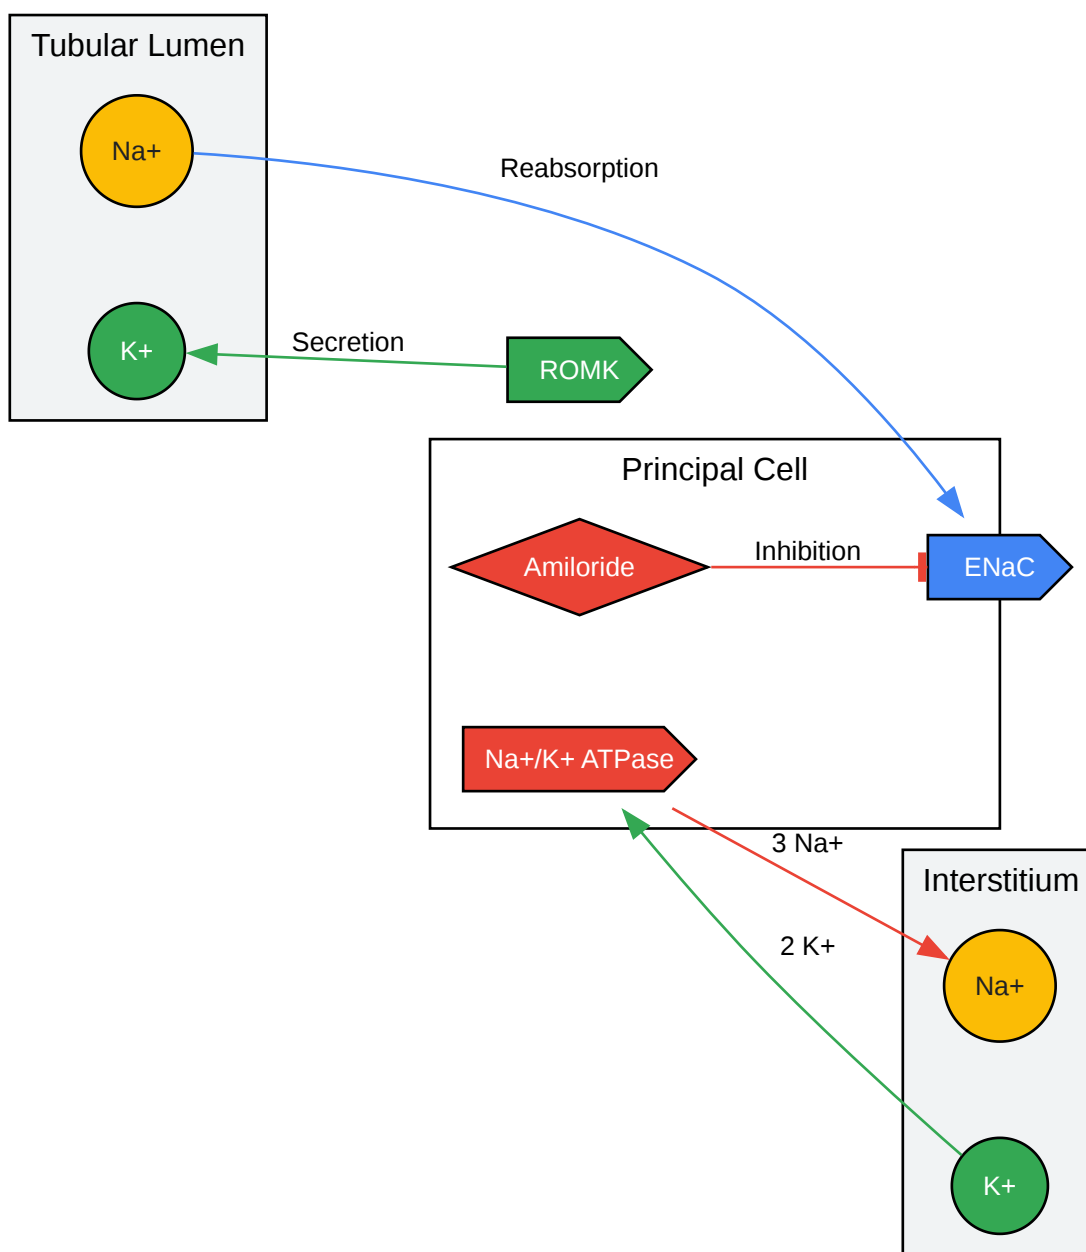 Tubular Lumen
Na+
Reabsorption
K+
Secretion
ROMK
Principal Cell
Amiloride
Inhibition
ENaC
Na+/K+ ATPase
3 Na+
Interstitium
2 K+
Na+
K+